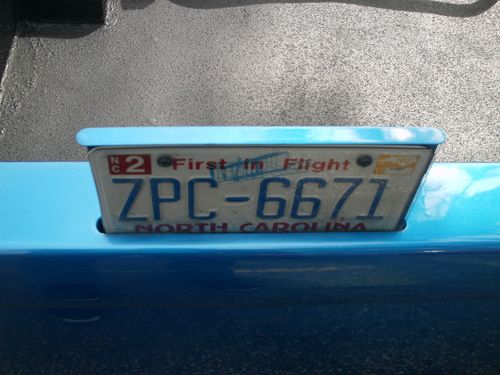 NC 2 First in Flight
ZPC-6671
NORTH CAROLINA